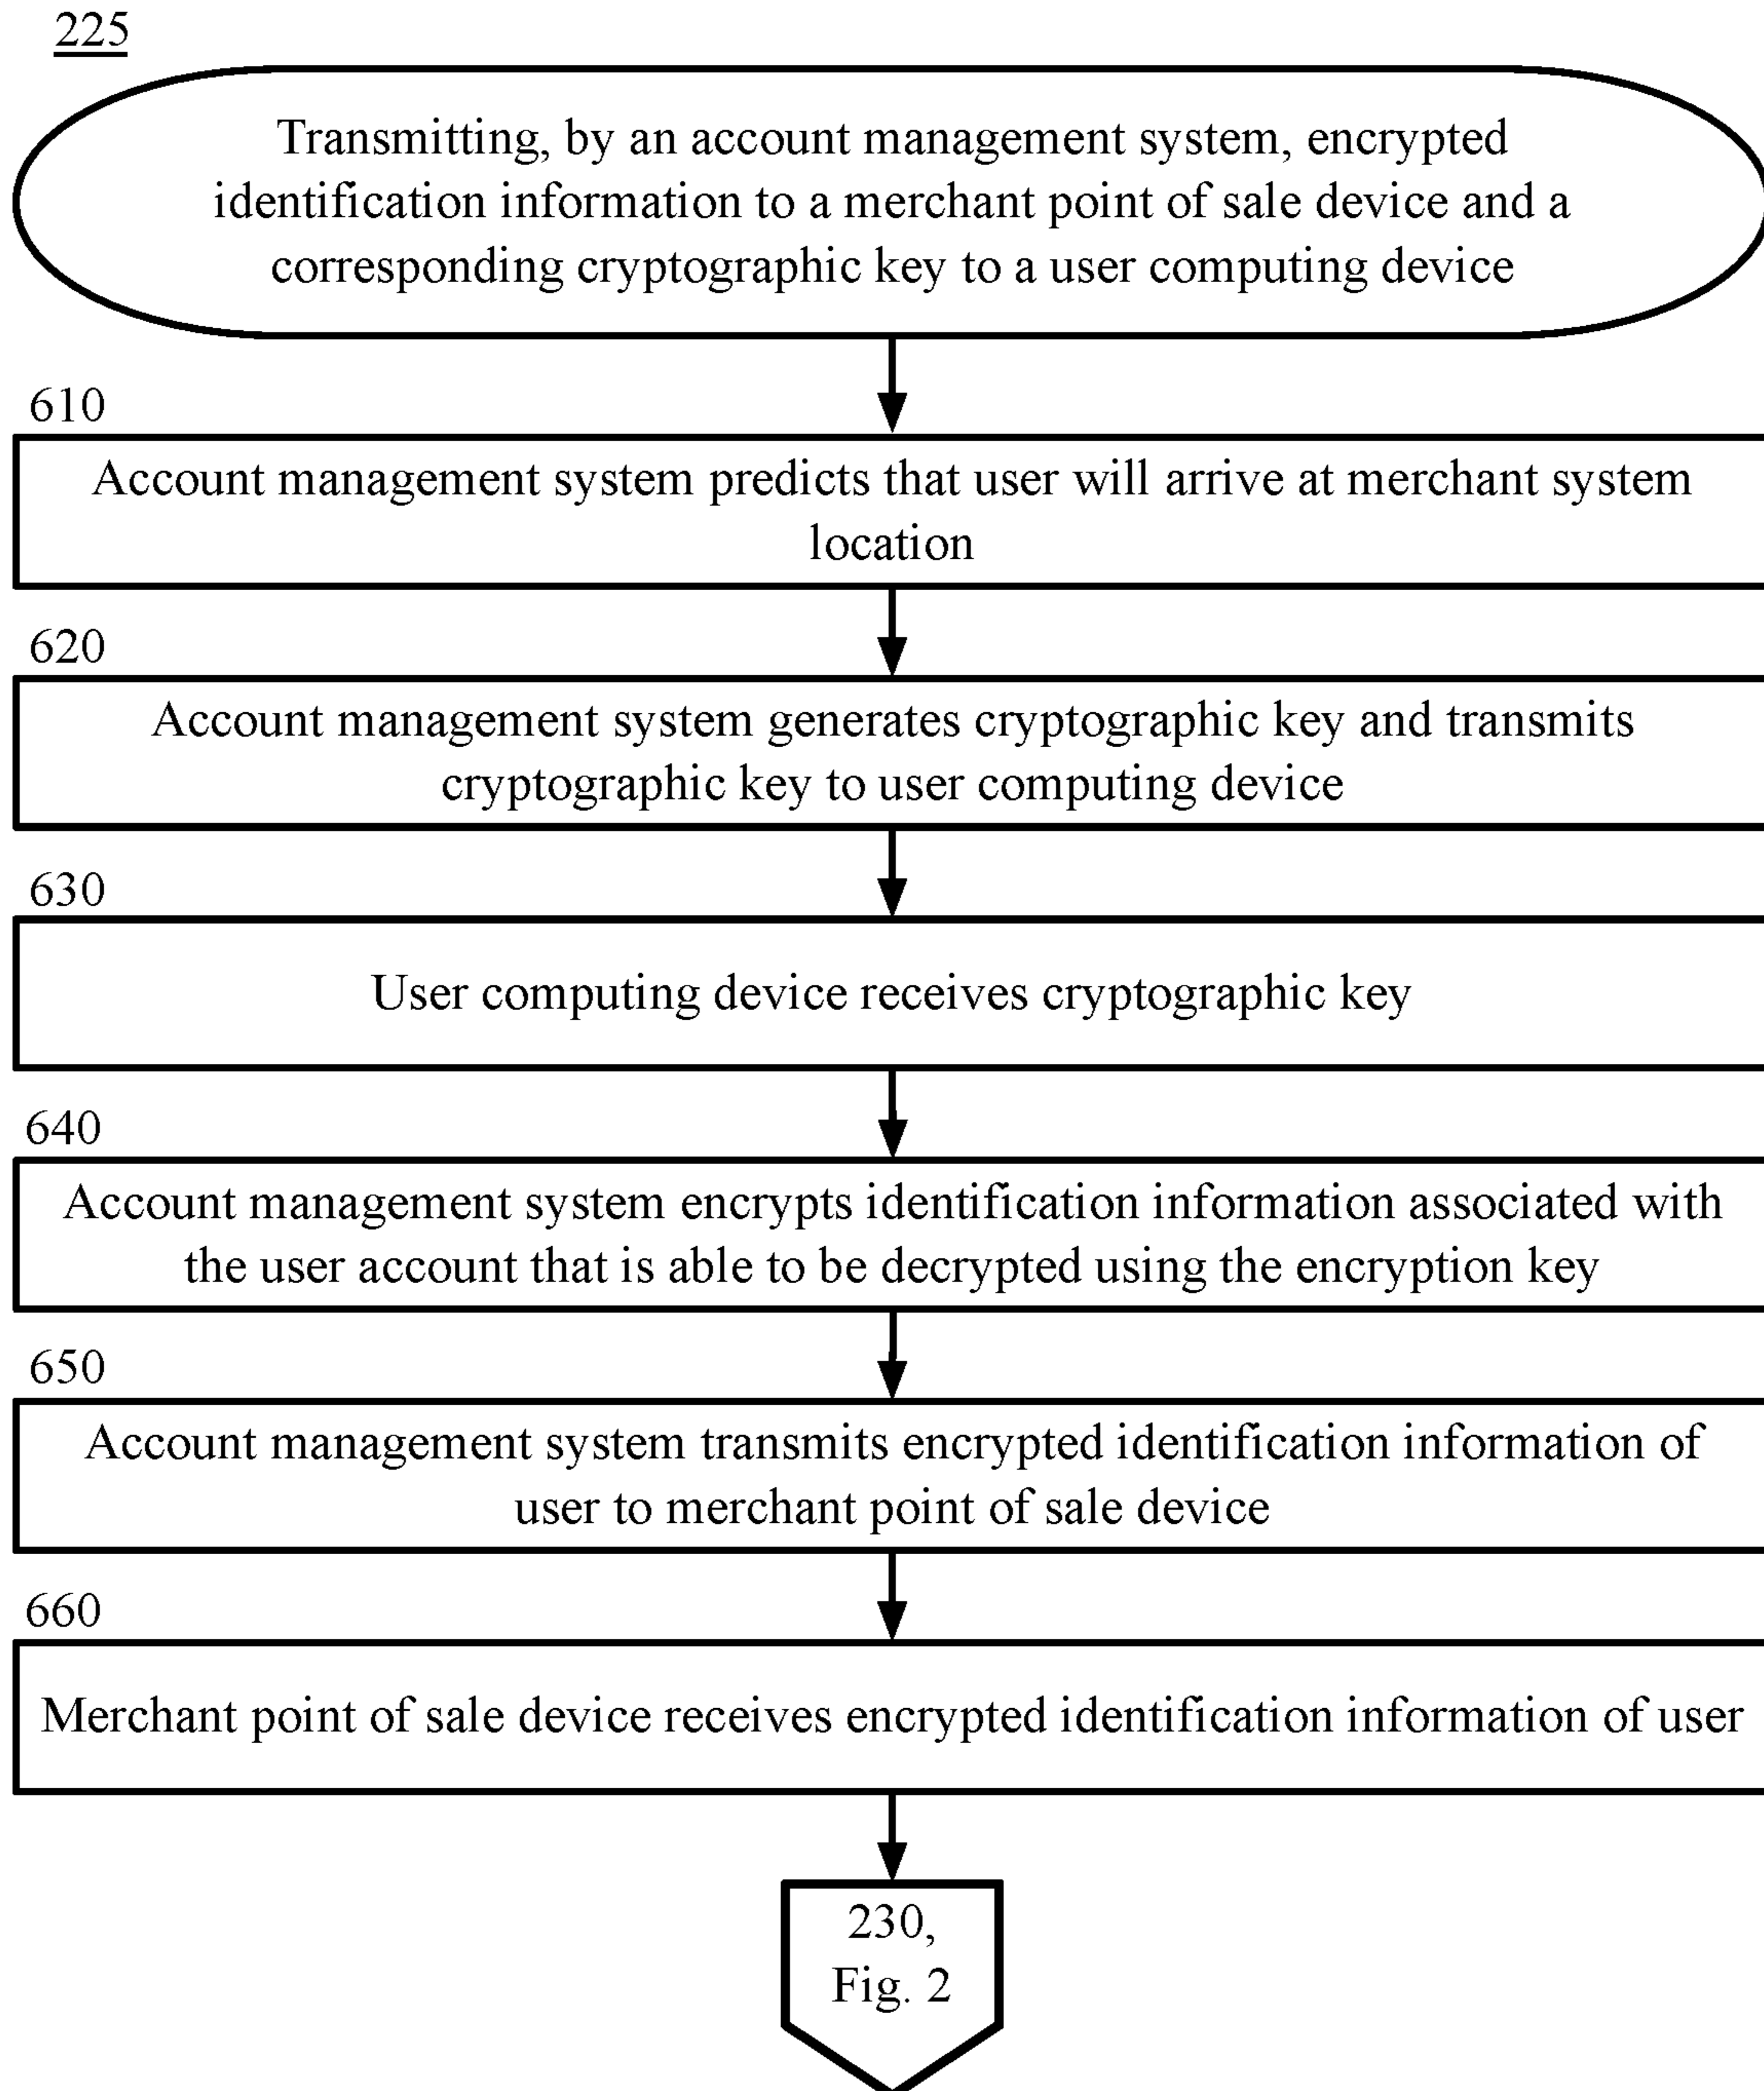 225
Transmitting, by an account management system, encrypted
identification information to a merchant point of sale device and a
corresponding cryptographic key to a user computing device
610
Account management system predicts that user will arrive at merchant system
location
620
Account management system generates cryptographic key and transmits
cryptographic key to user computing device
630
User computing device receives cryptographic key
640
Account management system encrypts identification information associated with
the user account that is able to be decrypted using the encryption key
650
Account management system transmits encrypted identification information of
user to merchant point of sale device
660
Merchant point of sale device receives encrypted identification information of user
230,
Fig. 2